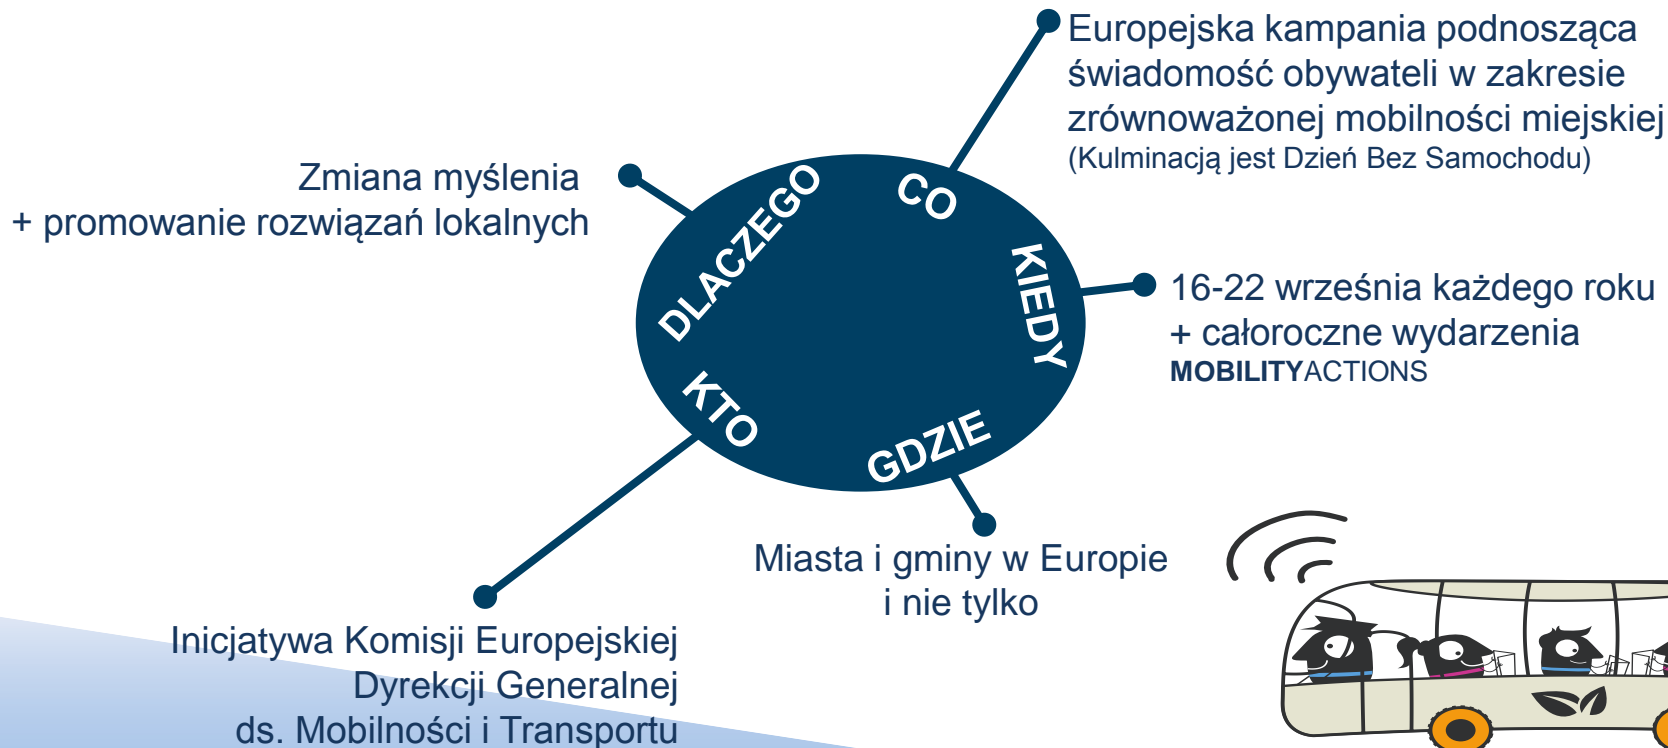 Europejska kampania podnosząca
świadomość obywateli w zakresie
zrównoważonej mobilności miejskiej
(Kulminacją jest Dzień Bez Samochodu)
Zmiana myślenia
+ promowanie rozwiązań lokalnych
DLACZEGO
CO
KIEDY
16-22 września każdego roku
+ całoroczne wydarzenia
MOBILITYACTIONS
KTO
GDZIE
Miasta i gminy w Europie
i nie tylko
Inicjatywa Komisji Europejskiej
Dyrekcji Generalnej
ds. Mobilności i Transportu